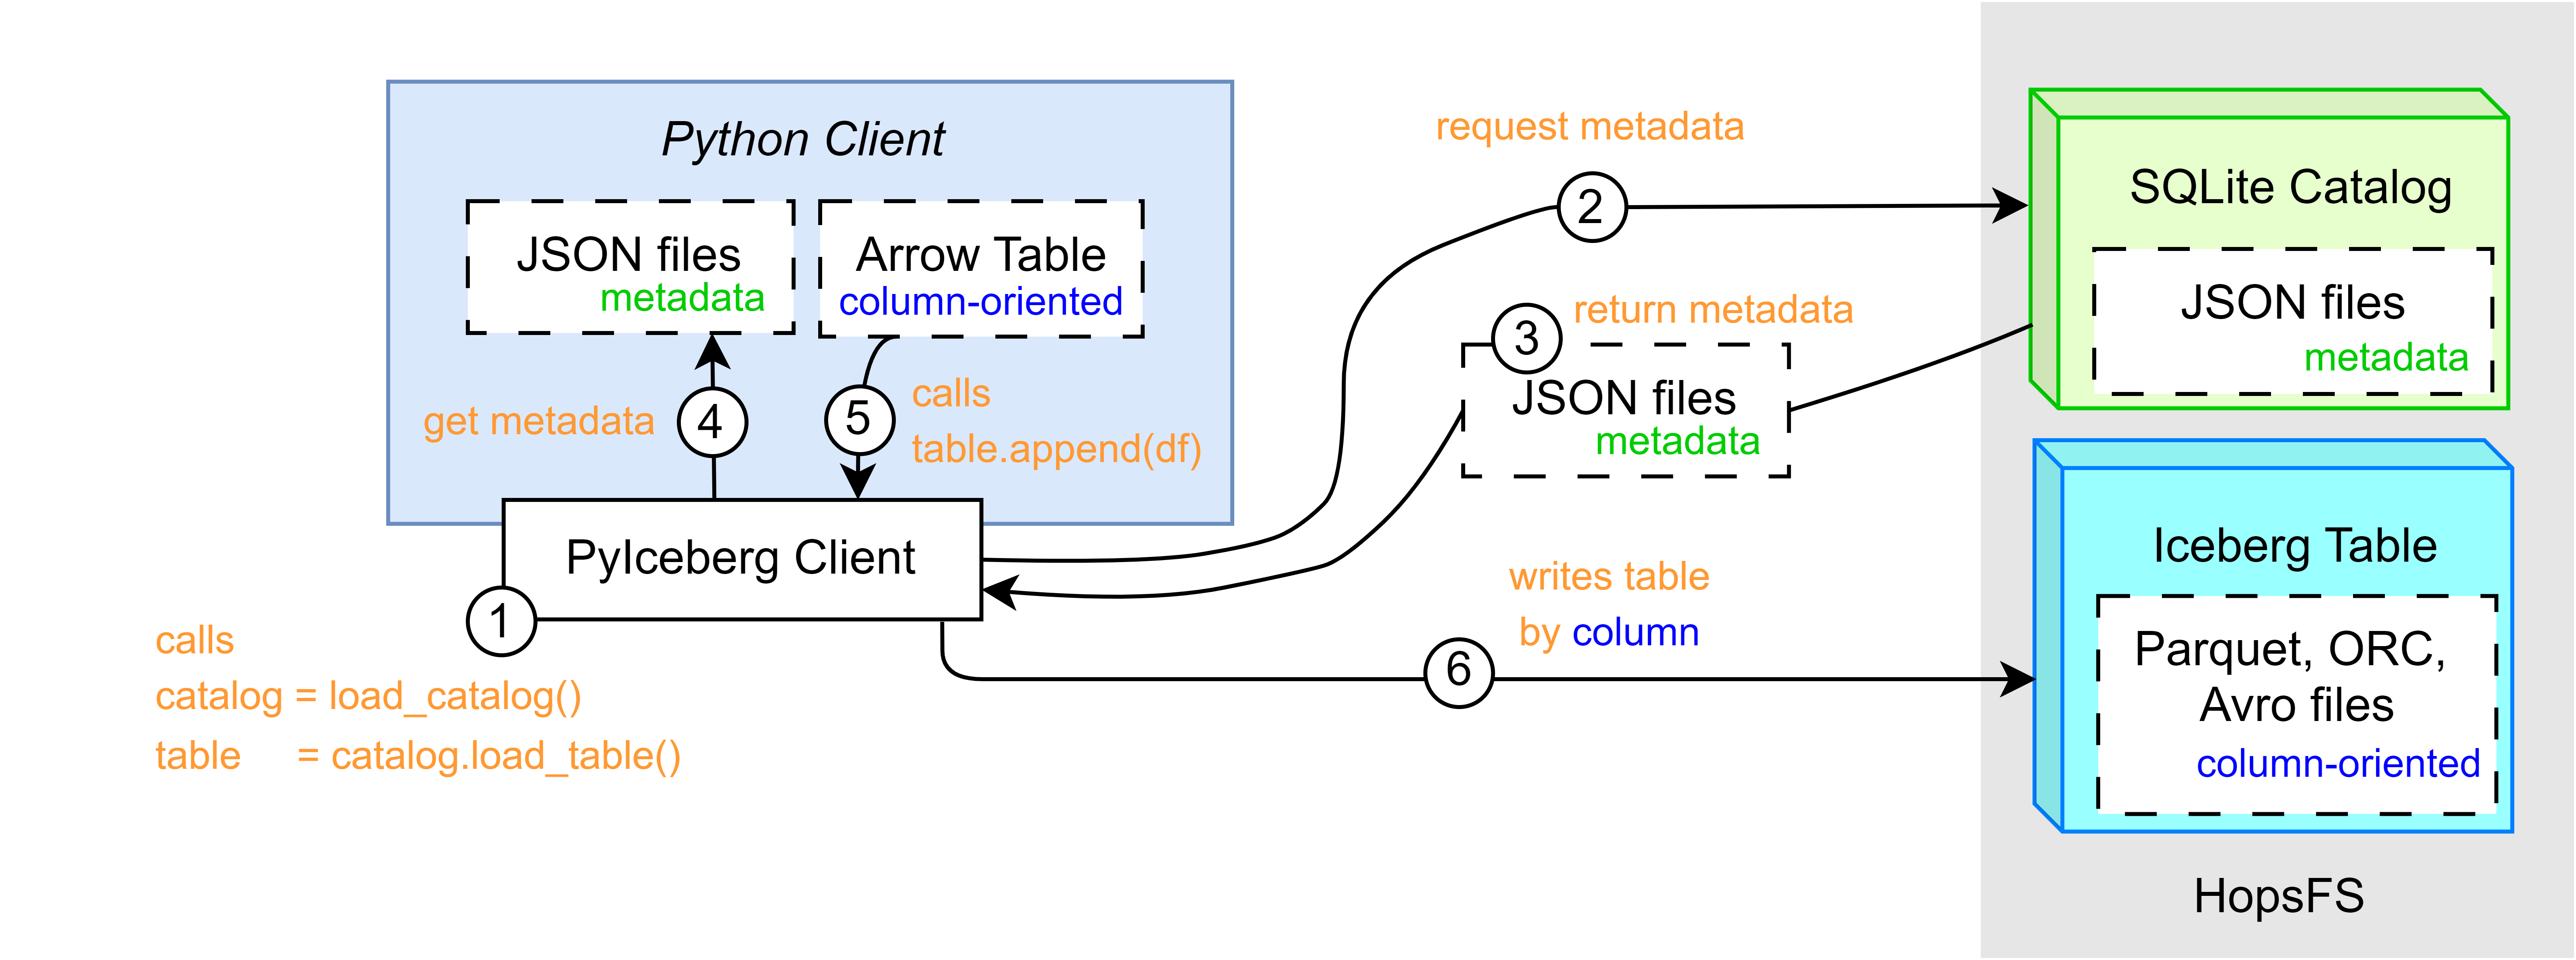 Python Client
JSON files
metadata
Arrow Table
column-oriented
get metadata
4
5
calls
table.append(df)
PyIceberg Client
1
calls
catalog = load_catalog()
table = catalog.load_table()
request metadata
2
3
return metadata
JSON files
metadata
writes table
by column
6
SQLite Catalog
JSON files
metadata
Iceberg Table
Parquet, ORC,
Avro files
column-oriented
HopsFS